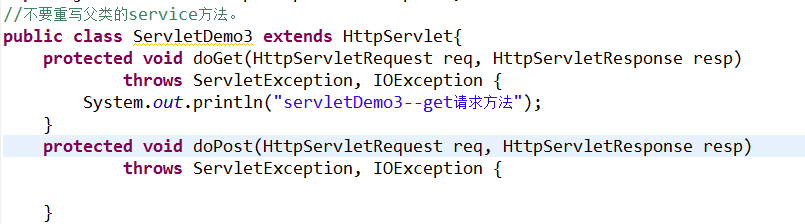 //不要重写父类的service方法。
public class ServletDemo3 extends HttpServlet{
    protected void doGet(HttpServletRequest req, HttpServletResponse resp)
            throws ServletException, IOException {
        System.out.println("servletDemo3--get请求方法");
    }
    protected void doPost(HttpServletRequest req, HttpServletResponse resp)
            throws ServletException, IOException {
    }